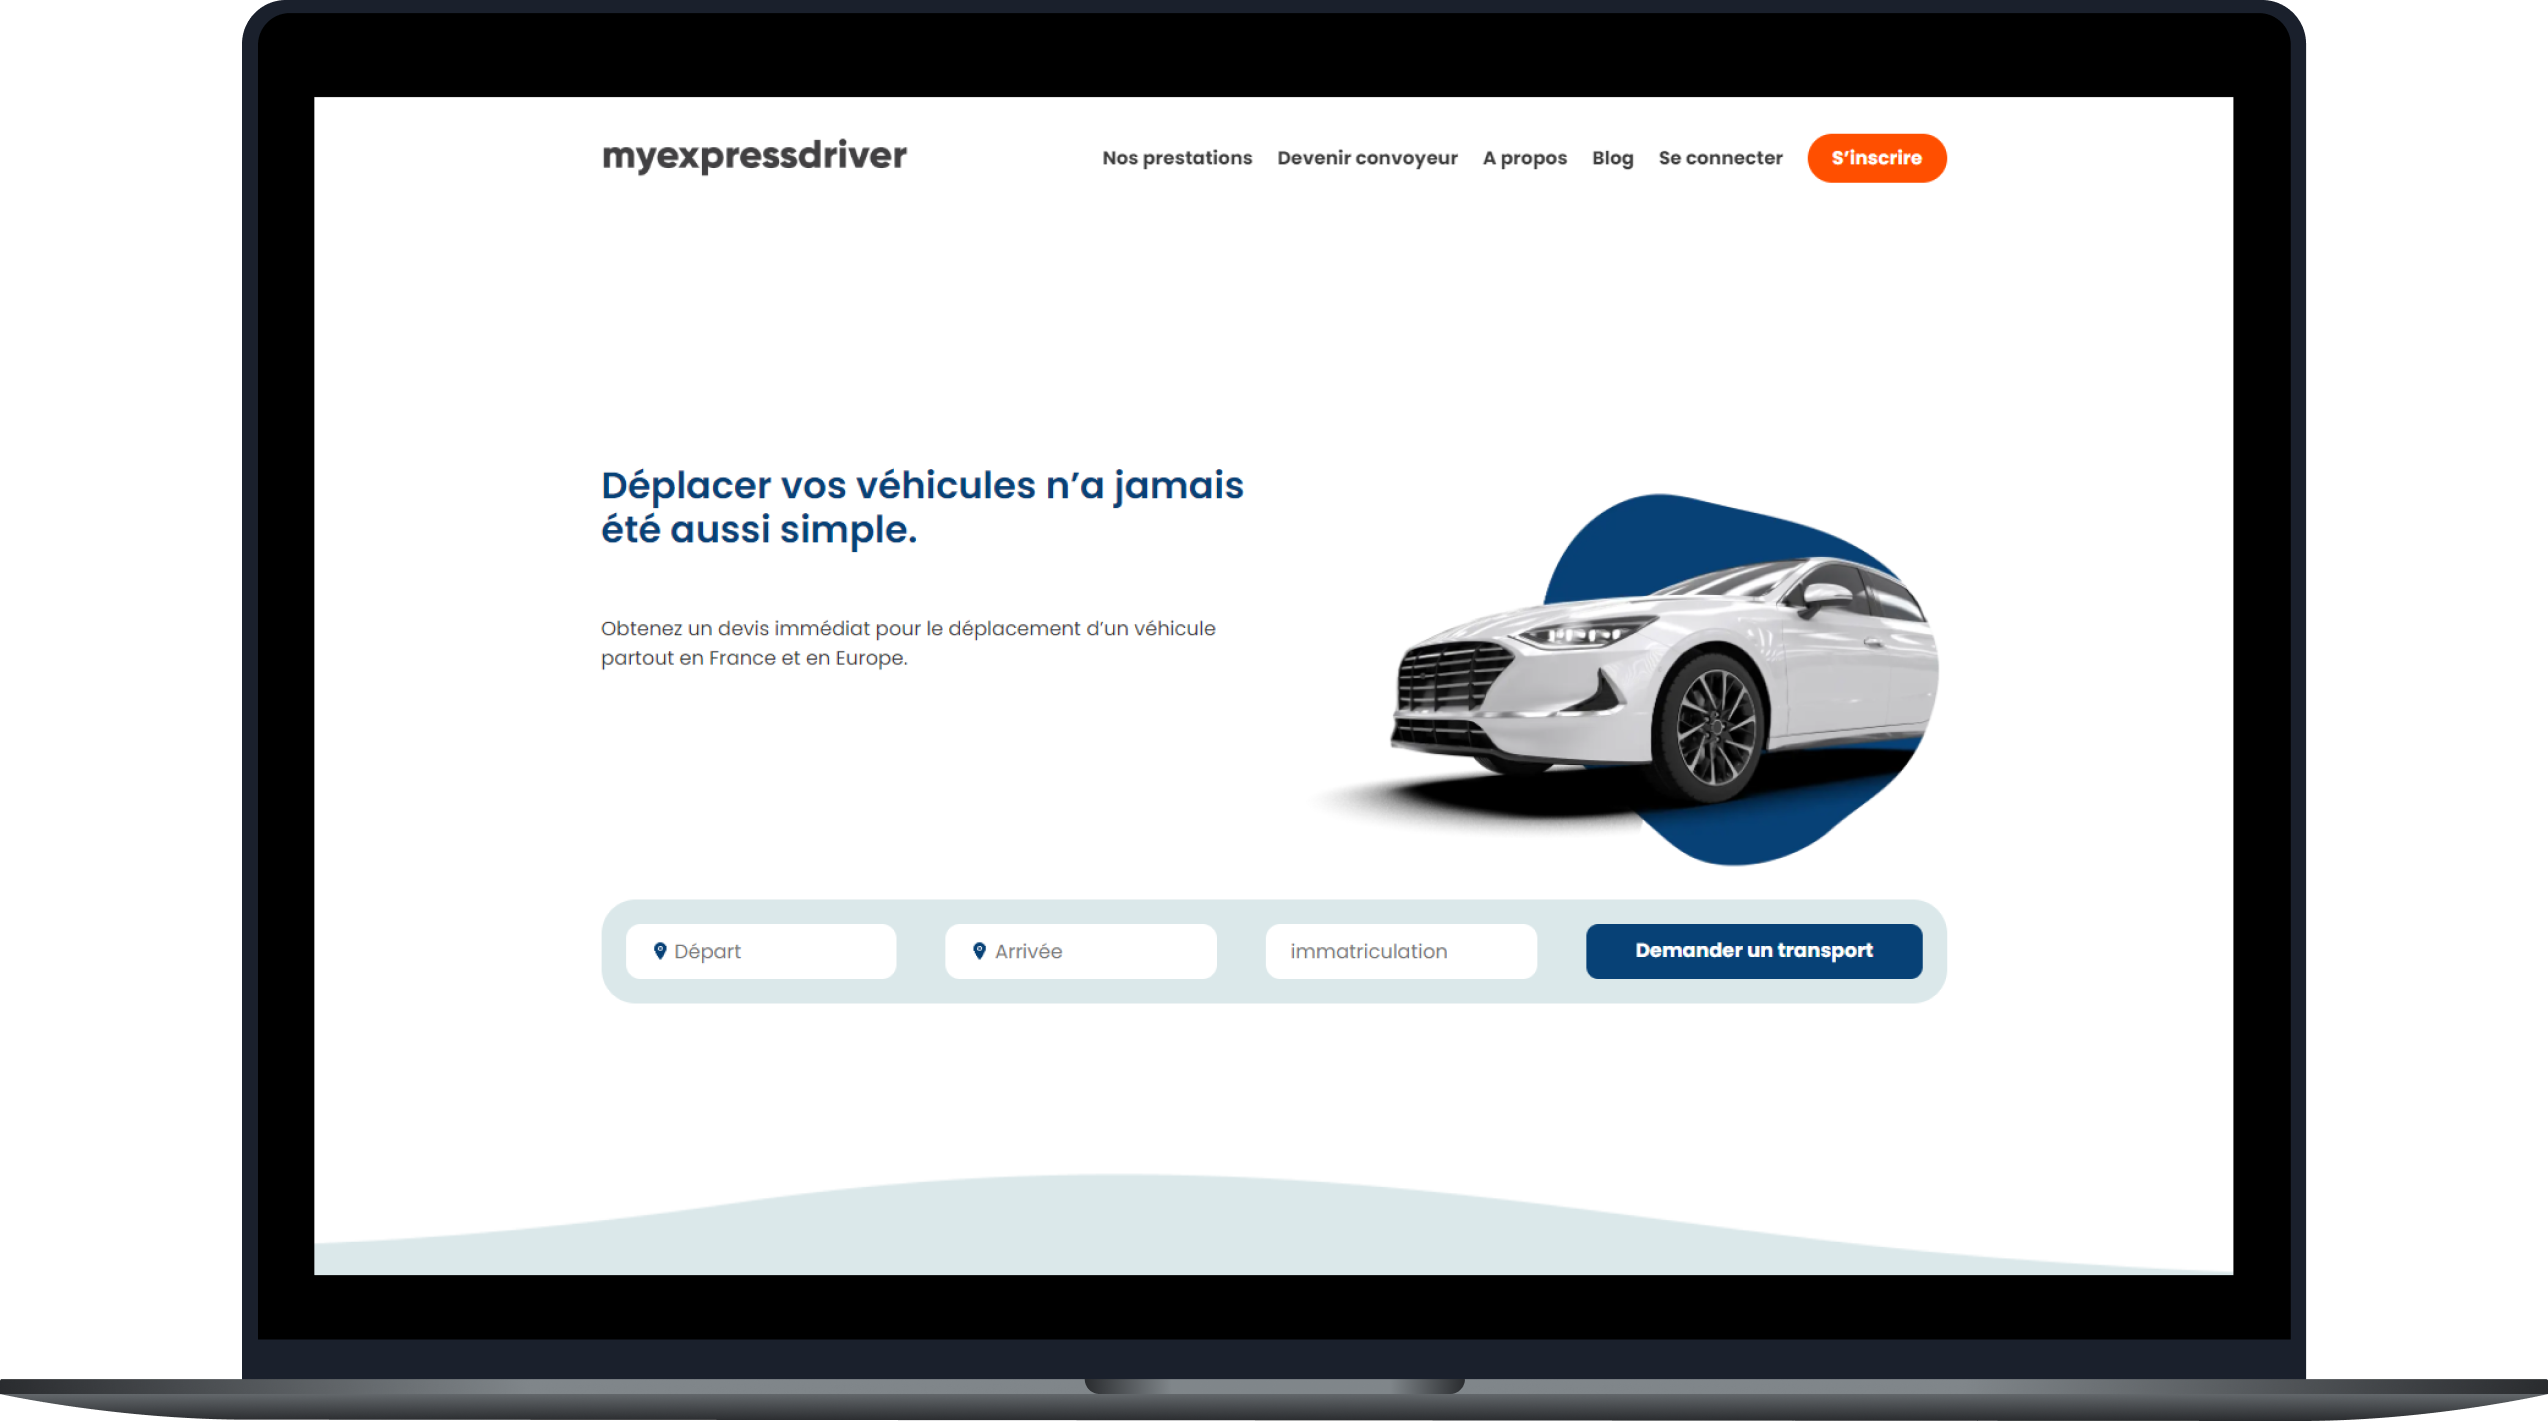 myexpressdriver
Nos prestations
Devenir convoyeur
A propos
Blog
Se connecter
S’inscrire
Déplacer vos véhicules n’a jamais
été aussi simple.
Obtenez un devis immédiat pour le déplacement d’un véhicule
partout en France et en Europe.
Départ
Arrivée
immatriculation
Demander un transport